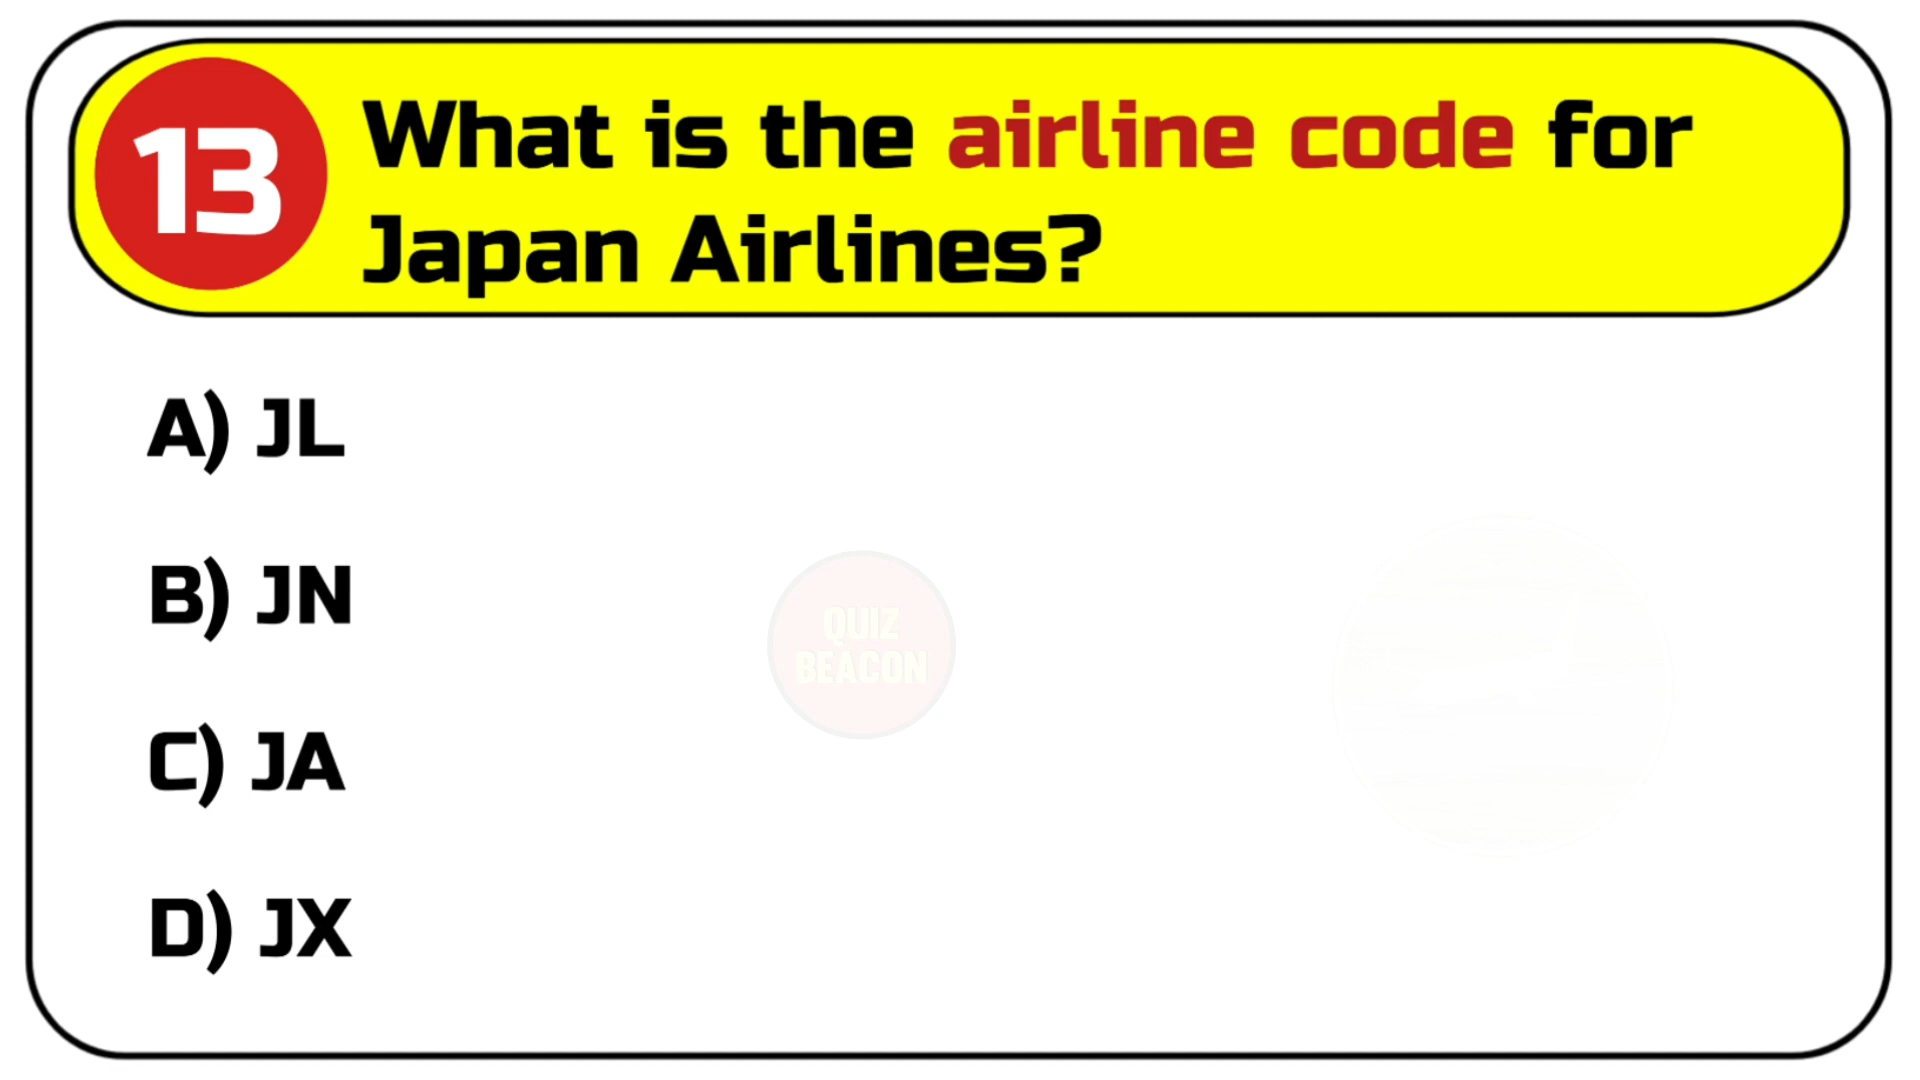 13
What is the airline code for
Japan Airlines?
A) JL
B) JN
QUIZ
BEACON
C) JA
D) JX